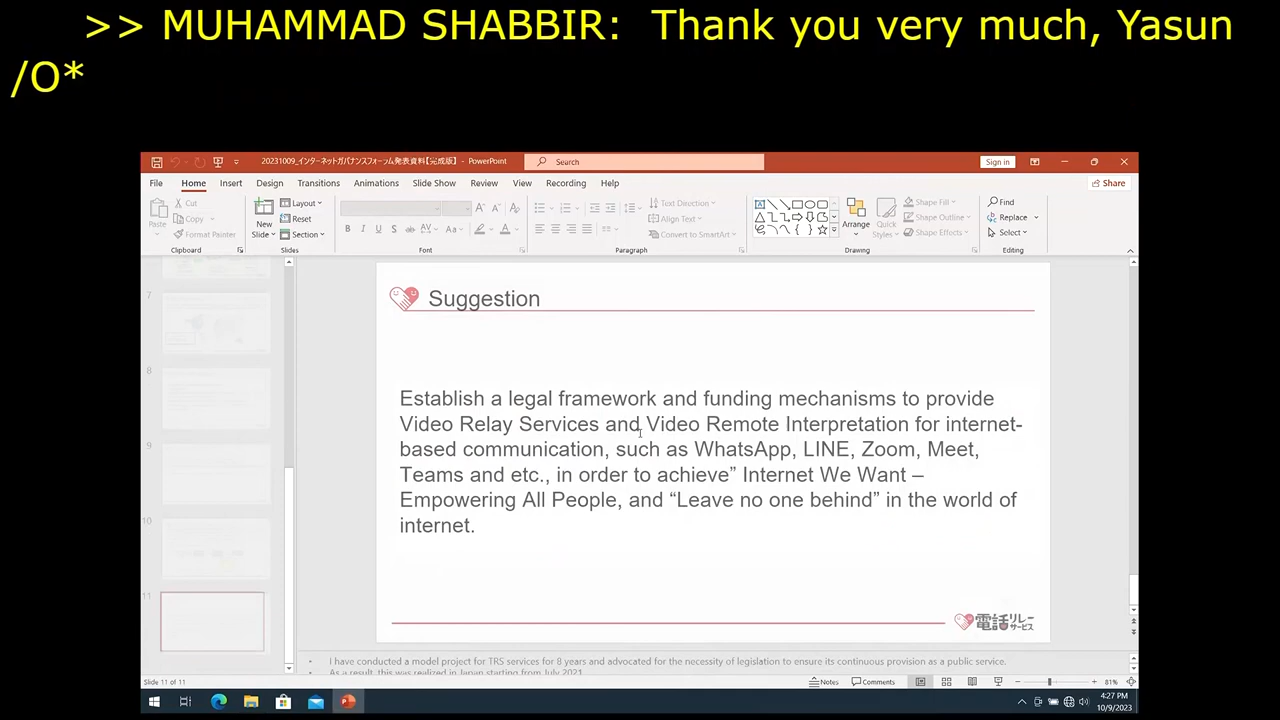 >> MUHAMMAD SHABBIR:  Thank you very much, Yasun
/O*
20231009_インターネットガバナンスフォーラム発表資料【完成版】 - PowerPoint
Search
Sign in
File Home Insert Design Transitions Animations Slide Show Review View Recording Help
Share
Paste
Cut
Copy
Format Painter
Clipboard
New
Slide
Layout
Reset
Section
Slides
Font
Text Direction
Align Text
Convert to SmartArt
Paragraph
Arrange
Quick
Styles
Shape Fill
Shape Outline
Shape Effects
Drawing
Find
Replace
Select
Editing
7
8
9
10
11
Suggestion
Establish a legal framework and funding mechanisms to provide
Video Relay Services and Video Remote Interpretation for internet-
based communication, such as WhatsApp, LINE, Zoom, Meet,
Teams and etc., in order to achieve” Internet We Want –
Empowering All People, and “Leave no one behind” in the world of
internet.
電話リレー
サービス
I have conducted a model project for TRS services for 8 years and advocated for the necessity of legislation to ensure its continuous provision as a public service.
As a result, this was realized in Japan starting from July 2021
Slide 11 of 11
Notes
Comments
81%
4:27 PM
10/9/2023